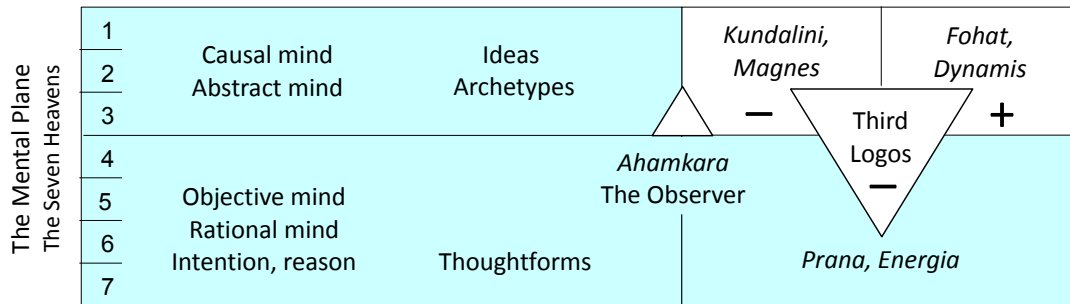 The Mental Plane
The Seven Heavens
1
2
3
4
5
6
7
Causal mind
Abstract mind
Ideas
Archetypes
Kundalini,
Magnes
−
Fohat,
Dynamis
+
Third
Logos
−
Ahamkara
The Observer
Objective mind
Rational mind
Intention, reason
Thoughtforms
Prana, Energia